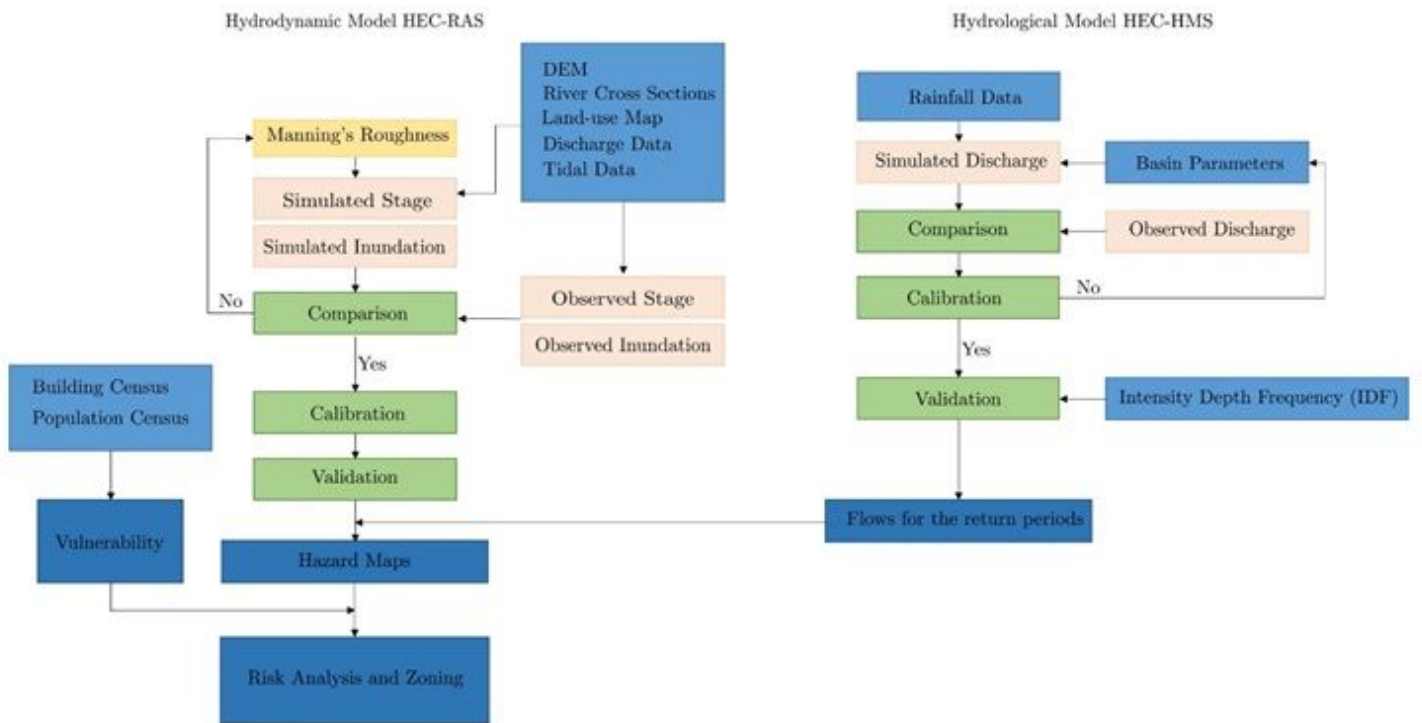 Hydrodynamic Model HEC-RAS
Manning's Roughness
Simulated Stage
Simulated Inundation
No
Comparison
Yes
Calibration
Validation
Hazard Maps
Risk Analysis and Zoning
DEM
River Cross Sections
Land-use Map
Discharge Data
Tidal Data
Observed Stage
Observed Inundation
Building Census
Population Census
Vulnerability
Hydrological Model HEC-HMS
Rainfall Data
Simulated Discharge
Basin Parameters
Comparison
Observed Discharge
Calibration
No
Yes
Validation
Intensity Depth Frequency (IDF)
Flows for the return periods